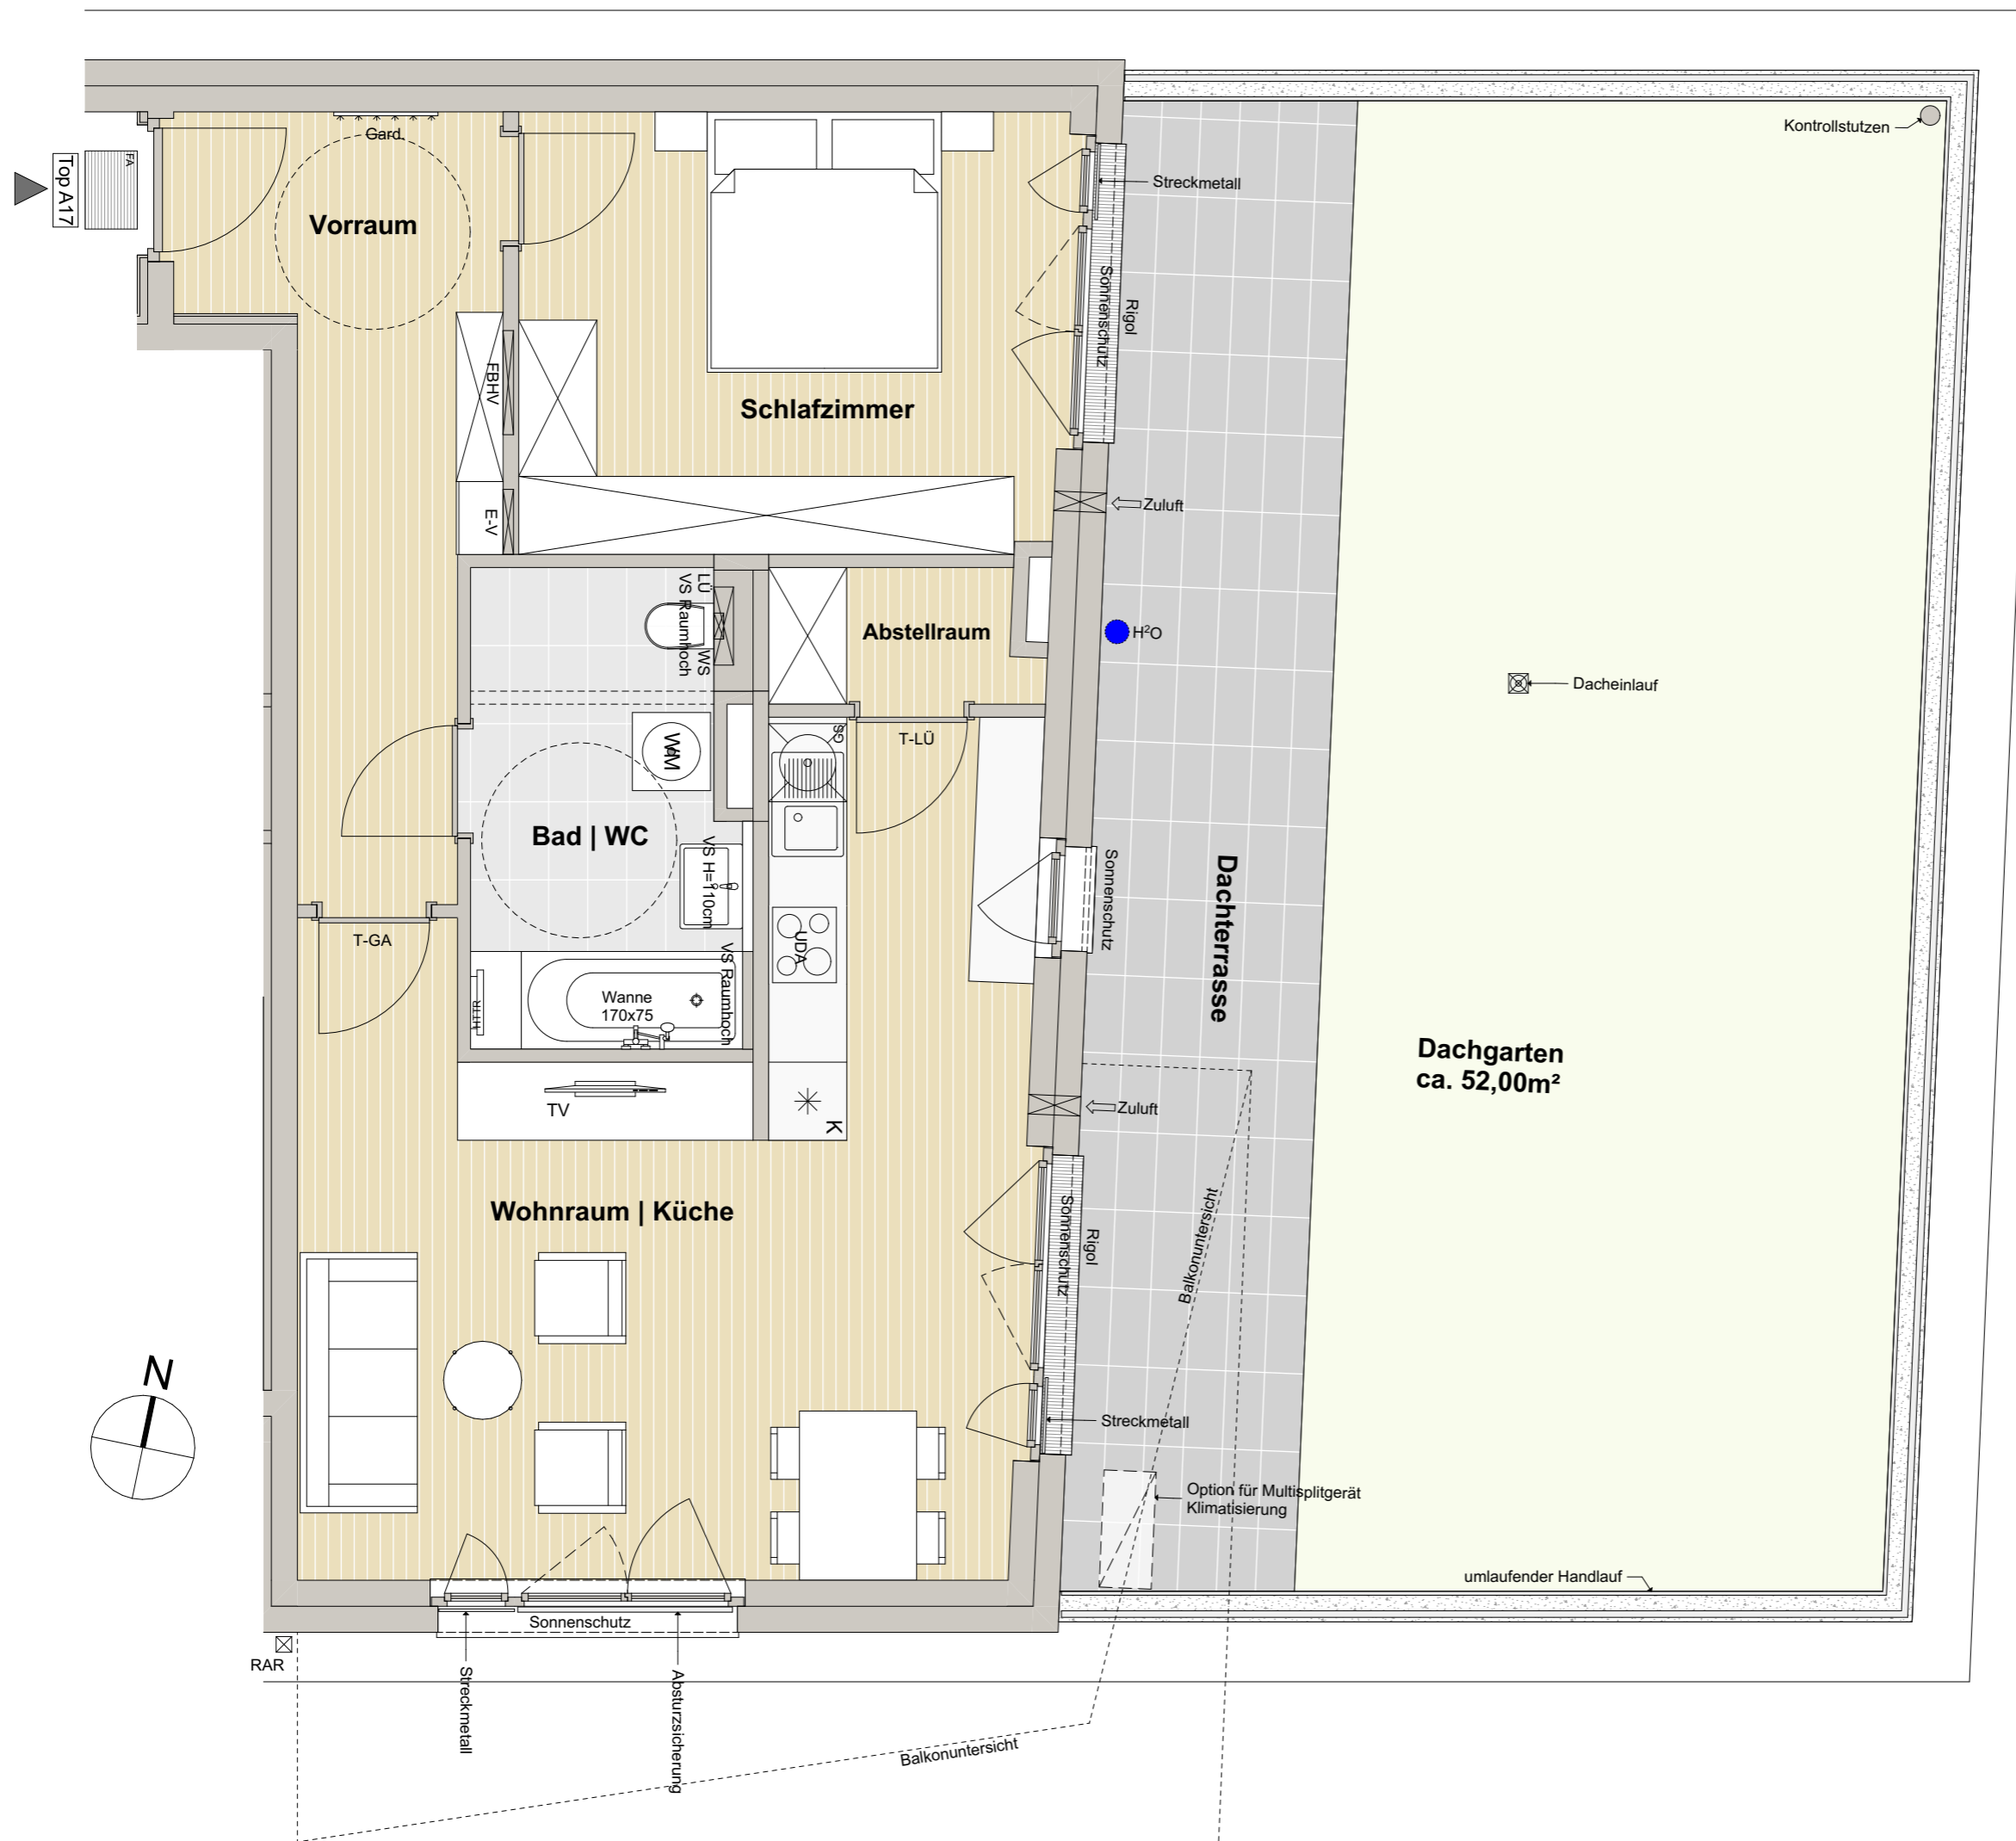 Kontrollstutzen
Gard.
FA
Top A17
Streckmetall
Vorraum
Sonnenschutz
Rigol
FBHV
Schlafzimmer
E-V
Zuluft
LÜ
WS
VS Raumhoch
Abstellraum
H²O
Dacheinlauf
WM
SG
T-LÜ
Bad | WC
VS H=110cm
Sonnenschutz
Dachterrasse
T-GA
UDA
VS Raumhoch
Wanne
170x75
HTTR
Dachgarten
ca. 52,00m²
TV
K
Zuluft
Wohnraum | Küche
Sonnenschutz
Rigol
Balkonuntersicht
N
Streckmetall
Option für Multisplitgerät
Klimatisierung
umlaufender Handlauf
Sonnenschutz
RAR
Streckmetall
Absturzsicherung
Balkonuntersicht